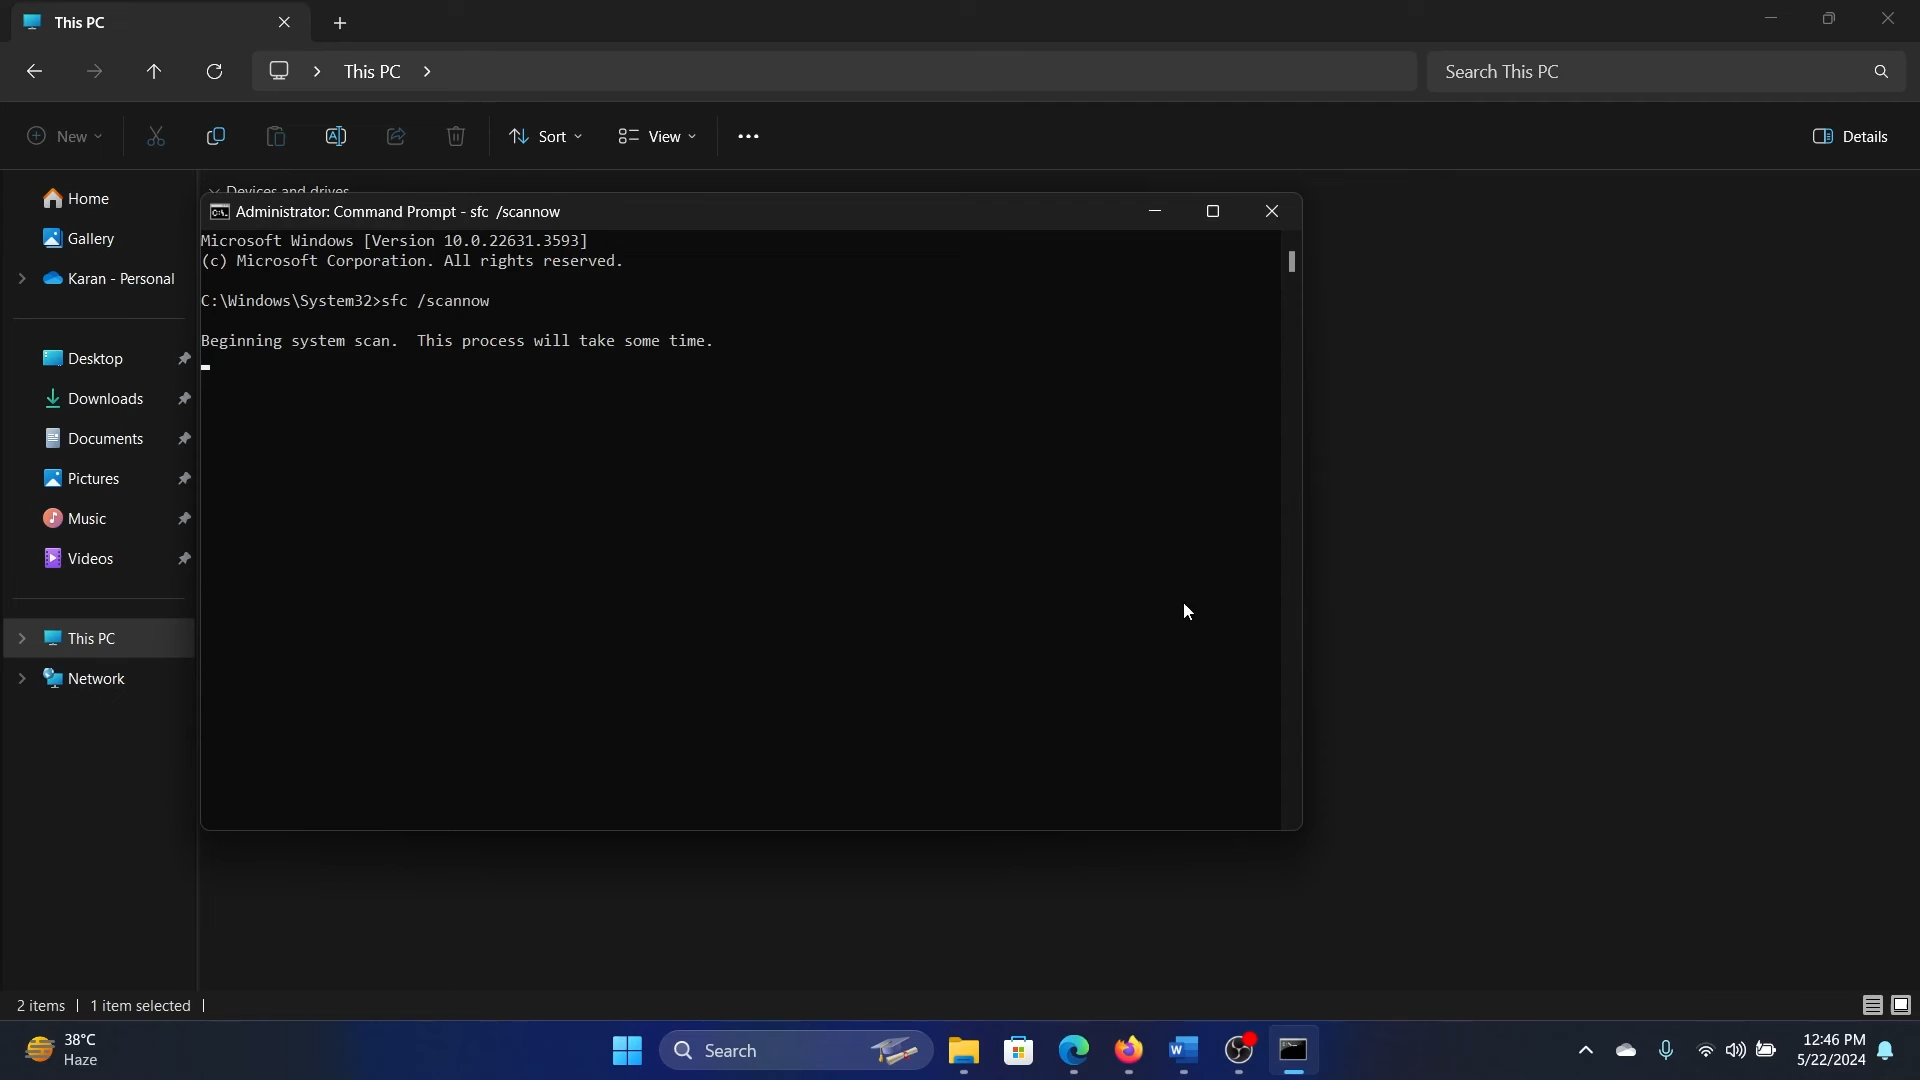 This PC
This PC
Search This PC
New
Sort
View
Details
Home
Gallery
Karan - Personal
Desktop
Downloads
Documents
Pictures
Music
Videos
This PC
Network
Devices and drives
Administrator: Command Prompt - sfc /scannow
Microsoft Windows [Version 10.0.22631.3593]
(c) Microsoft Corporation. All rights reserved.
C:\Windows\System32>sfc /scannow
Beginning system scan.  This process will take some time.
2 items | 1 item selected |
38°C
Haze
Search
12:46 PM
5/22/2024